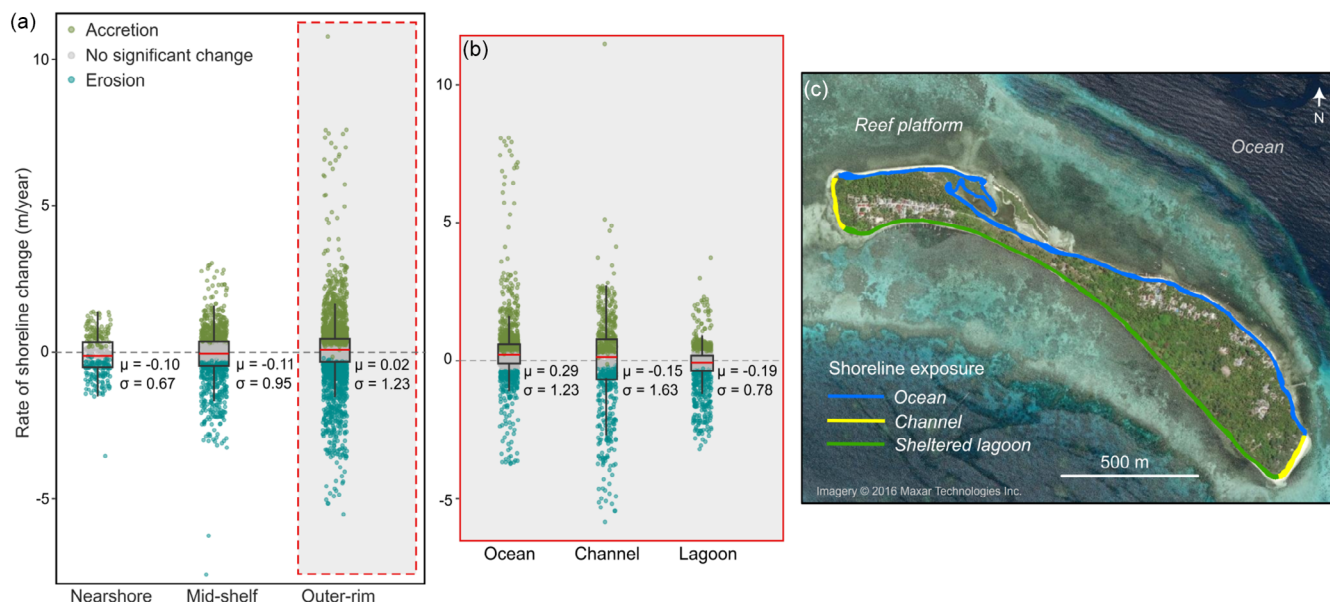 (a)
Accretion
No significant change
Erosion
Rate of shoreline change (m/year)
10
5
0
-5
μ = -0.10
σ = 0.67
μ = -0.11
σ = 0.95
μ = 0.02
σ = 1.23
Nearshore
Mid-shelf
Outer-rim
(b)
10
5
0
-5
μ = 0.29
σ = 1.23
μ = -0.15
σ = 1.63
μ = -0.19
σ = 0.78
Ocean
Channel
Lagoon
(c)
Reef platform
Ocean
N
Shoreline exposure
Ocean
Channel
Sheltered lagoon
500 m
Imagery © 2016 Maxar Technologies Inc.